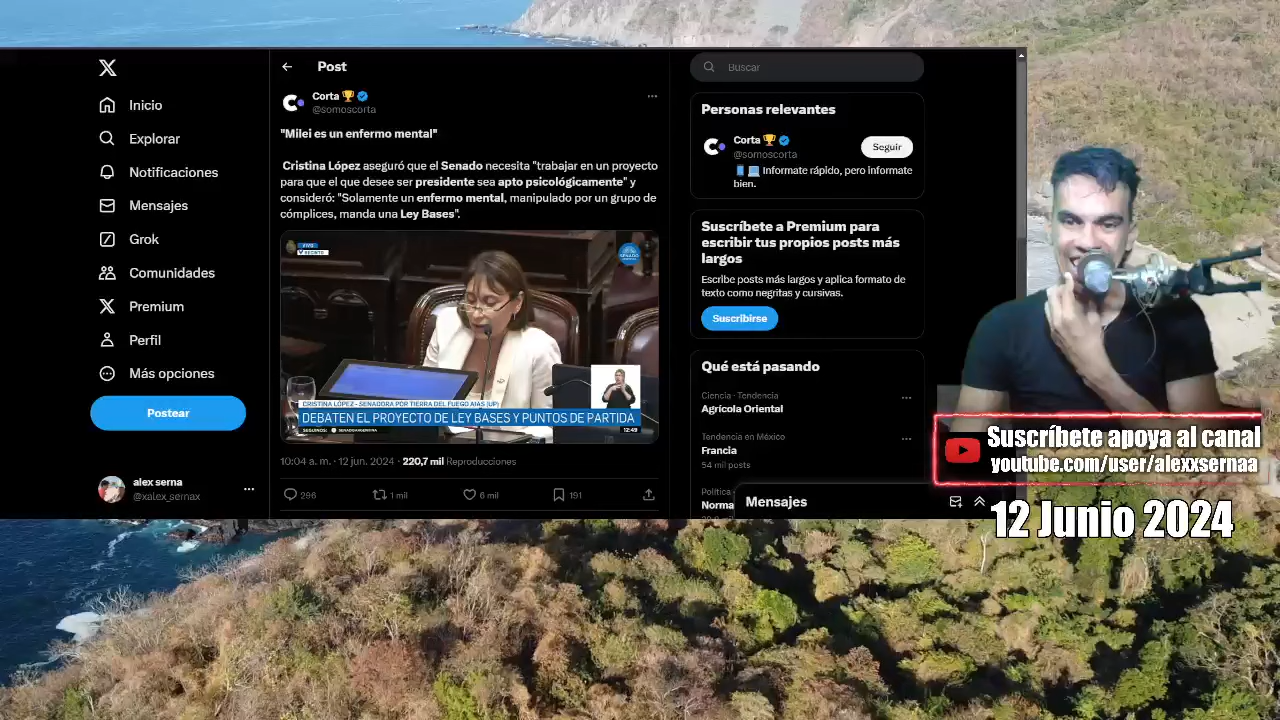 Inicio
Explorar
Notificaciones
Mensajes
Grok
Comunidades
Premium
Perfil
Más opciones
Postear
alex serna
@xalex_sernax
Post
Corta
@somoscorta
"Milei es un enfermo mental"
Cristina López aseguró que el Senado necesita "trabajar en un proyecto
para que el que desee ser presidente sea apto psicológicamente" y
consideró: "Solamente un enfermo mental, manipulado por un grupo de
cómplices, manda una Ley Bases".
SENADO
CRISTINA LÓPEZ - SENADORA POR TIERRA DEL FUEGO AIAS (UP)
DEBATEN EL PROYECTO DE LEY BASES Y PUNTOS DE PARTIDA
SEGUINOS:
SENADOARGENTINA
12:49
10:04 a. m. · 12 jun. 2024 · 220,7 mil Reproducciones
296
1 mil
6 mil
191
Buscar
Personas relevantes
Corta
@somoscorta
Seguir
Informate rápido, pero informate
bien.
Suscríbete a Premium para
escribir tus propios posts más
largos
Escribe posts más largos y aplica formato de
texto como negritas y cursivas.
Suscribirse
Qué está pasando
Ciencia · Tendencia
Agrícola Oriental
Tendencia en México
Francia
54 mil posts
Política
Norma
Mensajes
Suscríbete apoya al canal
youtube.com/user/alexxsernaa
12 Junio 2024